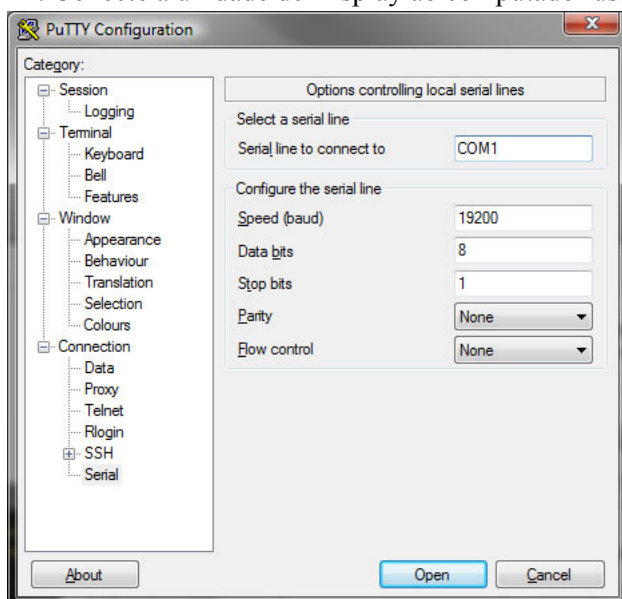 PuTTY Configuration
Category:
Session
Logging
Terminal
Keyboard
Bell
Features
Window
Appearance
Behaviour
Translation
Selection
Colours
Connection
Data
Proxy
Telnet
Rlogin
SSH
Serial
Options controlling local serial lines
Select a serial line
Serial line to connect to COM1
Configure the serial line
Speed (baud) 19200
Data bits 8
Stop bits 1
Parity None
Flow control None
About Open Cancel